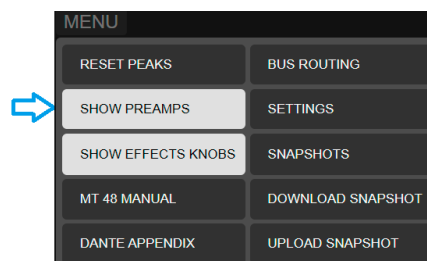 MENU
RESET PEAKS
BUS ROUTING
SHOW PREAMPS
SETTINGS
SHOW EFFECTS KNOBS
SNAPSHOTS
MT 48 MANUAL
DOWNLOAD SNAPSHOT
DANTE APPENDIX
UPLOAD SNAPSHOT